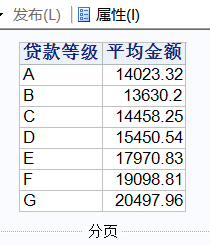 发布(L) 属性(I)
贷款等级 平均金额
A 14023.32
B 13630.2
C 14458.25
D 15450.54
E 17970.83
F 19098.81
G 20497.96
分页